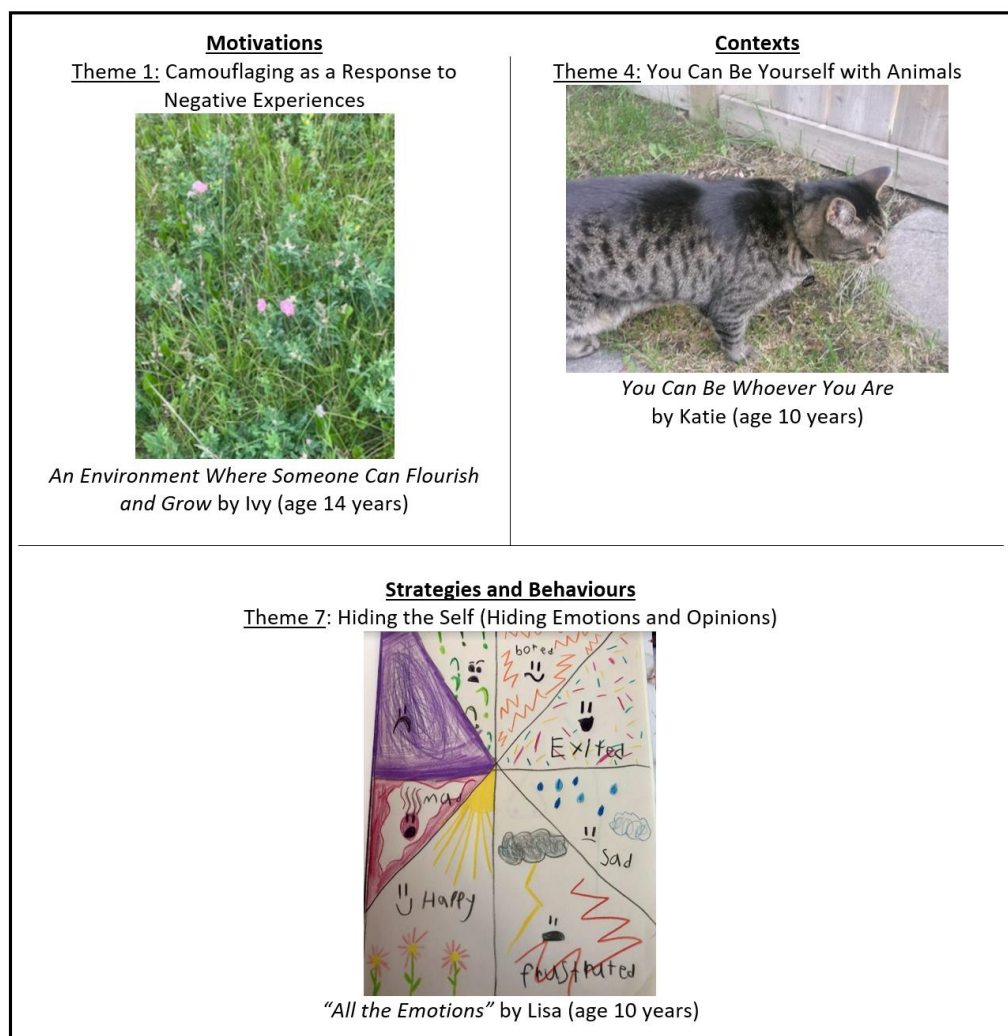 Motivations
Theme 1: Camouflaging as a Response to
Negative Experiences
An Environment Where Someone Can Flourish
and Grow by Ivy (age 14 years)
Contexts
Theme 4: You Can Be Yourself with Animals
You Can Be Whoever You Are
by Katie (age 10 years)
Strategies and Behaviours
Theme 7: Hiding the Self (Hiding Emotions and Opinions)
bored
Exited
mad
sad
Happy
frustrated
"All the Emotions" by Lisa (age 10 years)